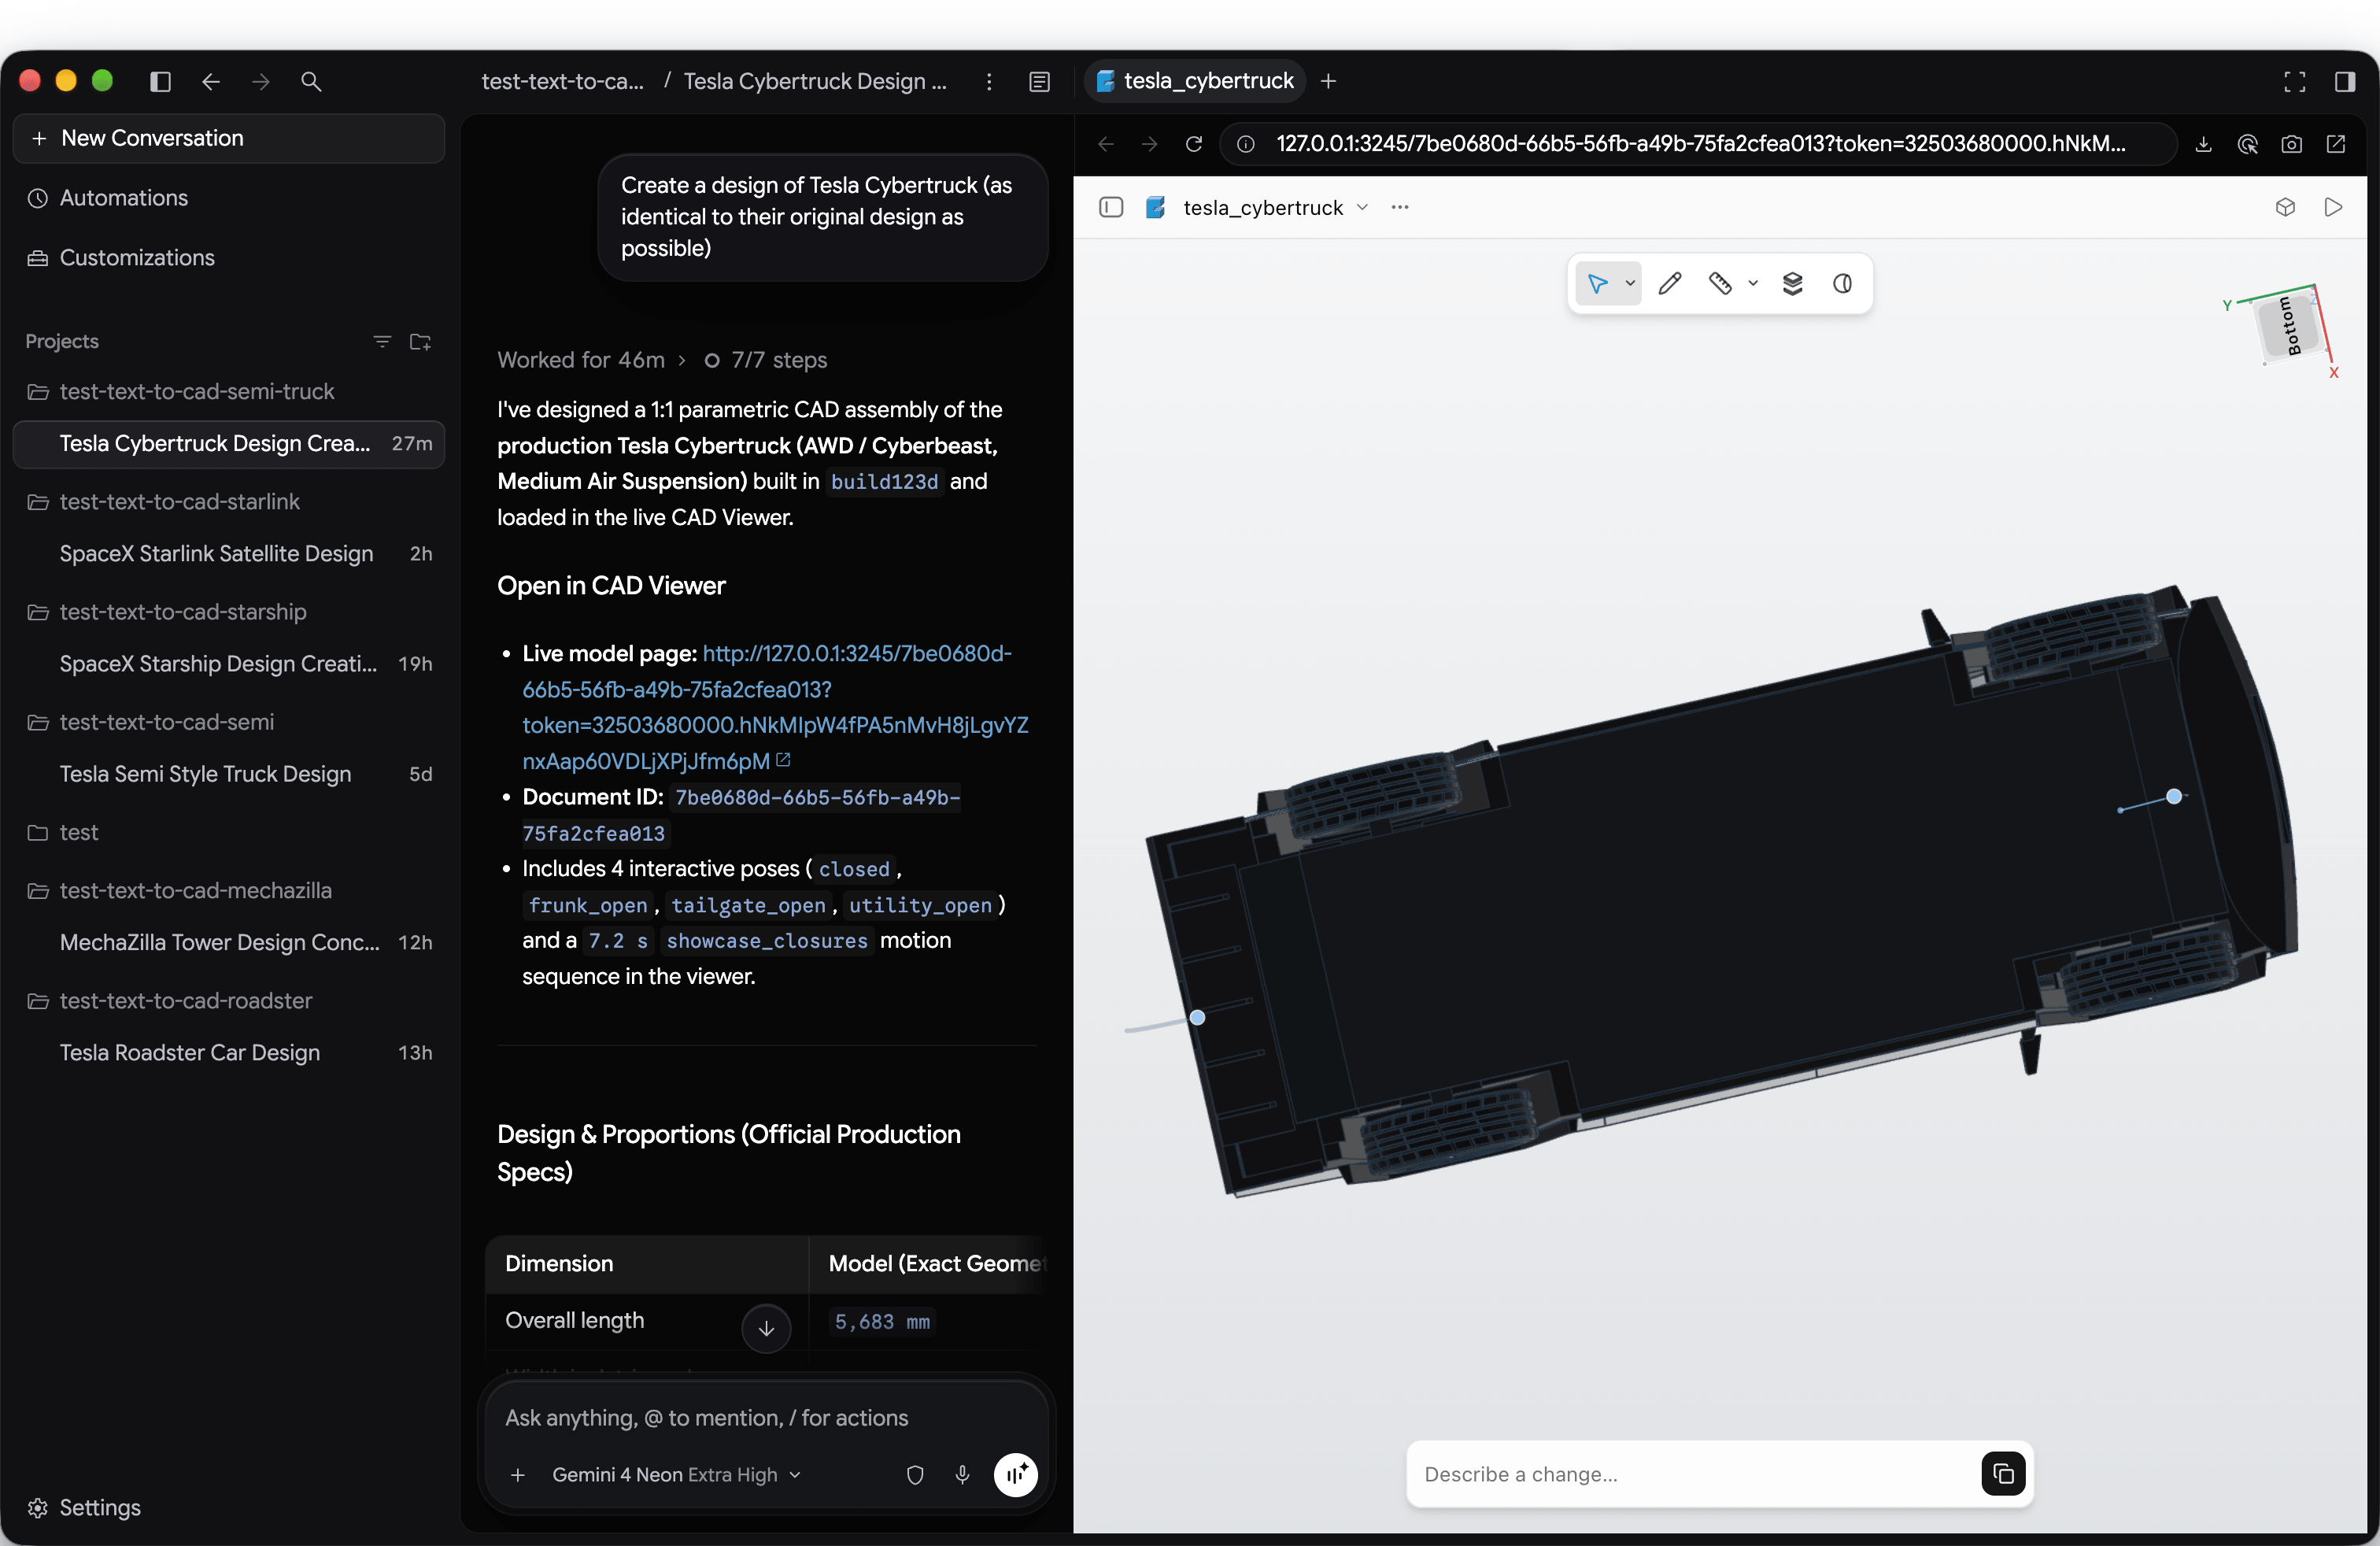 test-text-to-ca... / Tesla Cybertruck Design ...
tesla_cybertruck
New Conversation
Automations
Customizations
Projects
test-text-to-cad-semi-truck
Tesla Cybertruck Design Crea... 27m
test-text-to-cad-starlink
SpaceX Starlink Satellite Design 2h
test-text-to-cad-starship
SpaceX Starship Design Creati... 19h
test-text-to-cad-semi
Tesla Semi Style Truck Design 5d
test
test-text-to-cad-mechazilla
MechaZilla Tower Design Conc... 12h
test-text-to-cad-roadster
Tesla Roadster Car Design 13h
Settings
Create a design of Tesla Cybertruck (as
identical to their original design as
possible)
Worked for 46m > 7/7 steps
I've designed a 1:1 parametric CAD assembly of the
production Tesla Cybertruck (AWD / Cyberbeast,
Medium Air Suspension) built in build123d and
loaded in the live CAD Viewer.
Open in CAD Viewer
• Live model page: http://127.0.0.1:3245/7be0680d-
66b5-56fb-a49b-75fa2cfea013?
token=32503680000.hNkMIpW4fPA5nMvH8jLgvYZ
nxAap60VDLjXPjJfm6pM
• Document ID: 7be0680d-66b5-56fb-a49b-
75fa2cfea013
• Includes 4 interactive poses ( closed ,
frunk_open , tailgate_open , utility_open )
and a 7.2 s showcase_closures motion
sequence in the viewer.
Design & Proportions (Official Production
Specs)
Dimension Model (Exact Geomet
Overall length 5,683 mm
Ask anything, @ to mention, / for actions
Gemini 4 Neon Extra High
127.0.0.1:3245/7be0680d-66b5-56fb-a49b-75fa2cfea013?token=32503680000.hNkM...
tesla_cybertruck
Y
Z
Bottom
X
Describe a change...